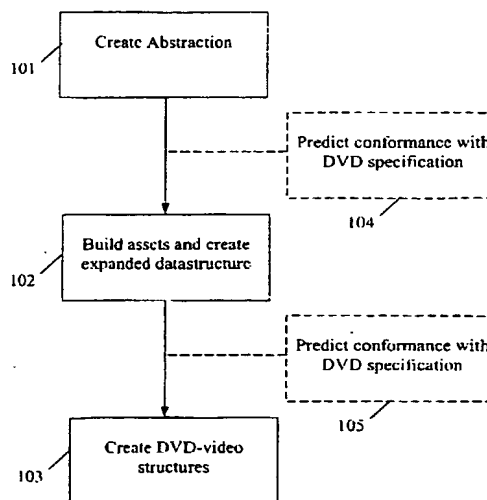 Create Abstraction
101
Predict conformance with
DVD specification
104
Build assets and create
expanded datastructure
102
Predict conformance with
DVD specification
105
Create DVD-video
structures
103